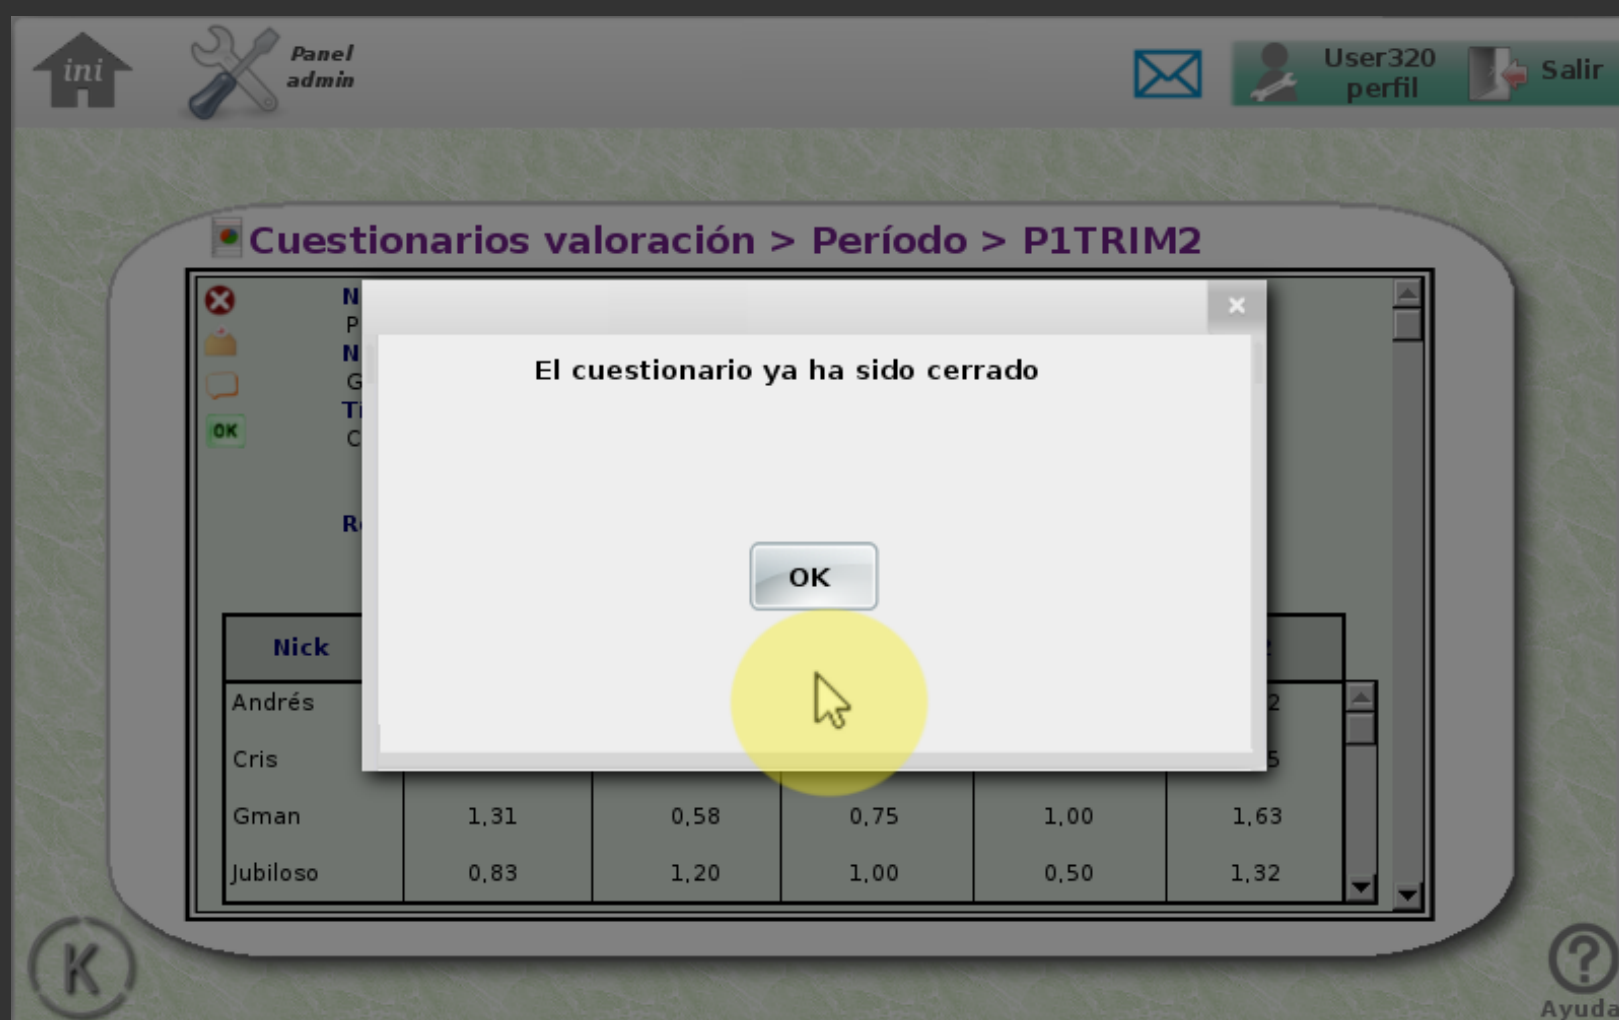 ini
Panel
admin
User320
perfil
Salir
Cuestionarios valoración > Período > P1TRIM2
El cuestionario ya ha sido cerrado
OK
OK
Nick
Andrés
Cris
Gman 1,31 0,58 0,75 1,00 1,63
Jubiloso 0,83 1,20 1,00 0,50 1,32
K
?
Ayuda